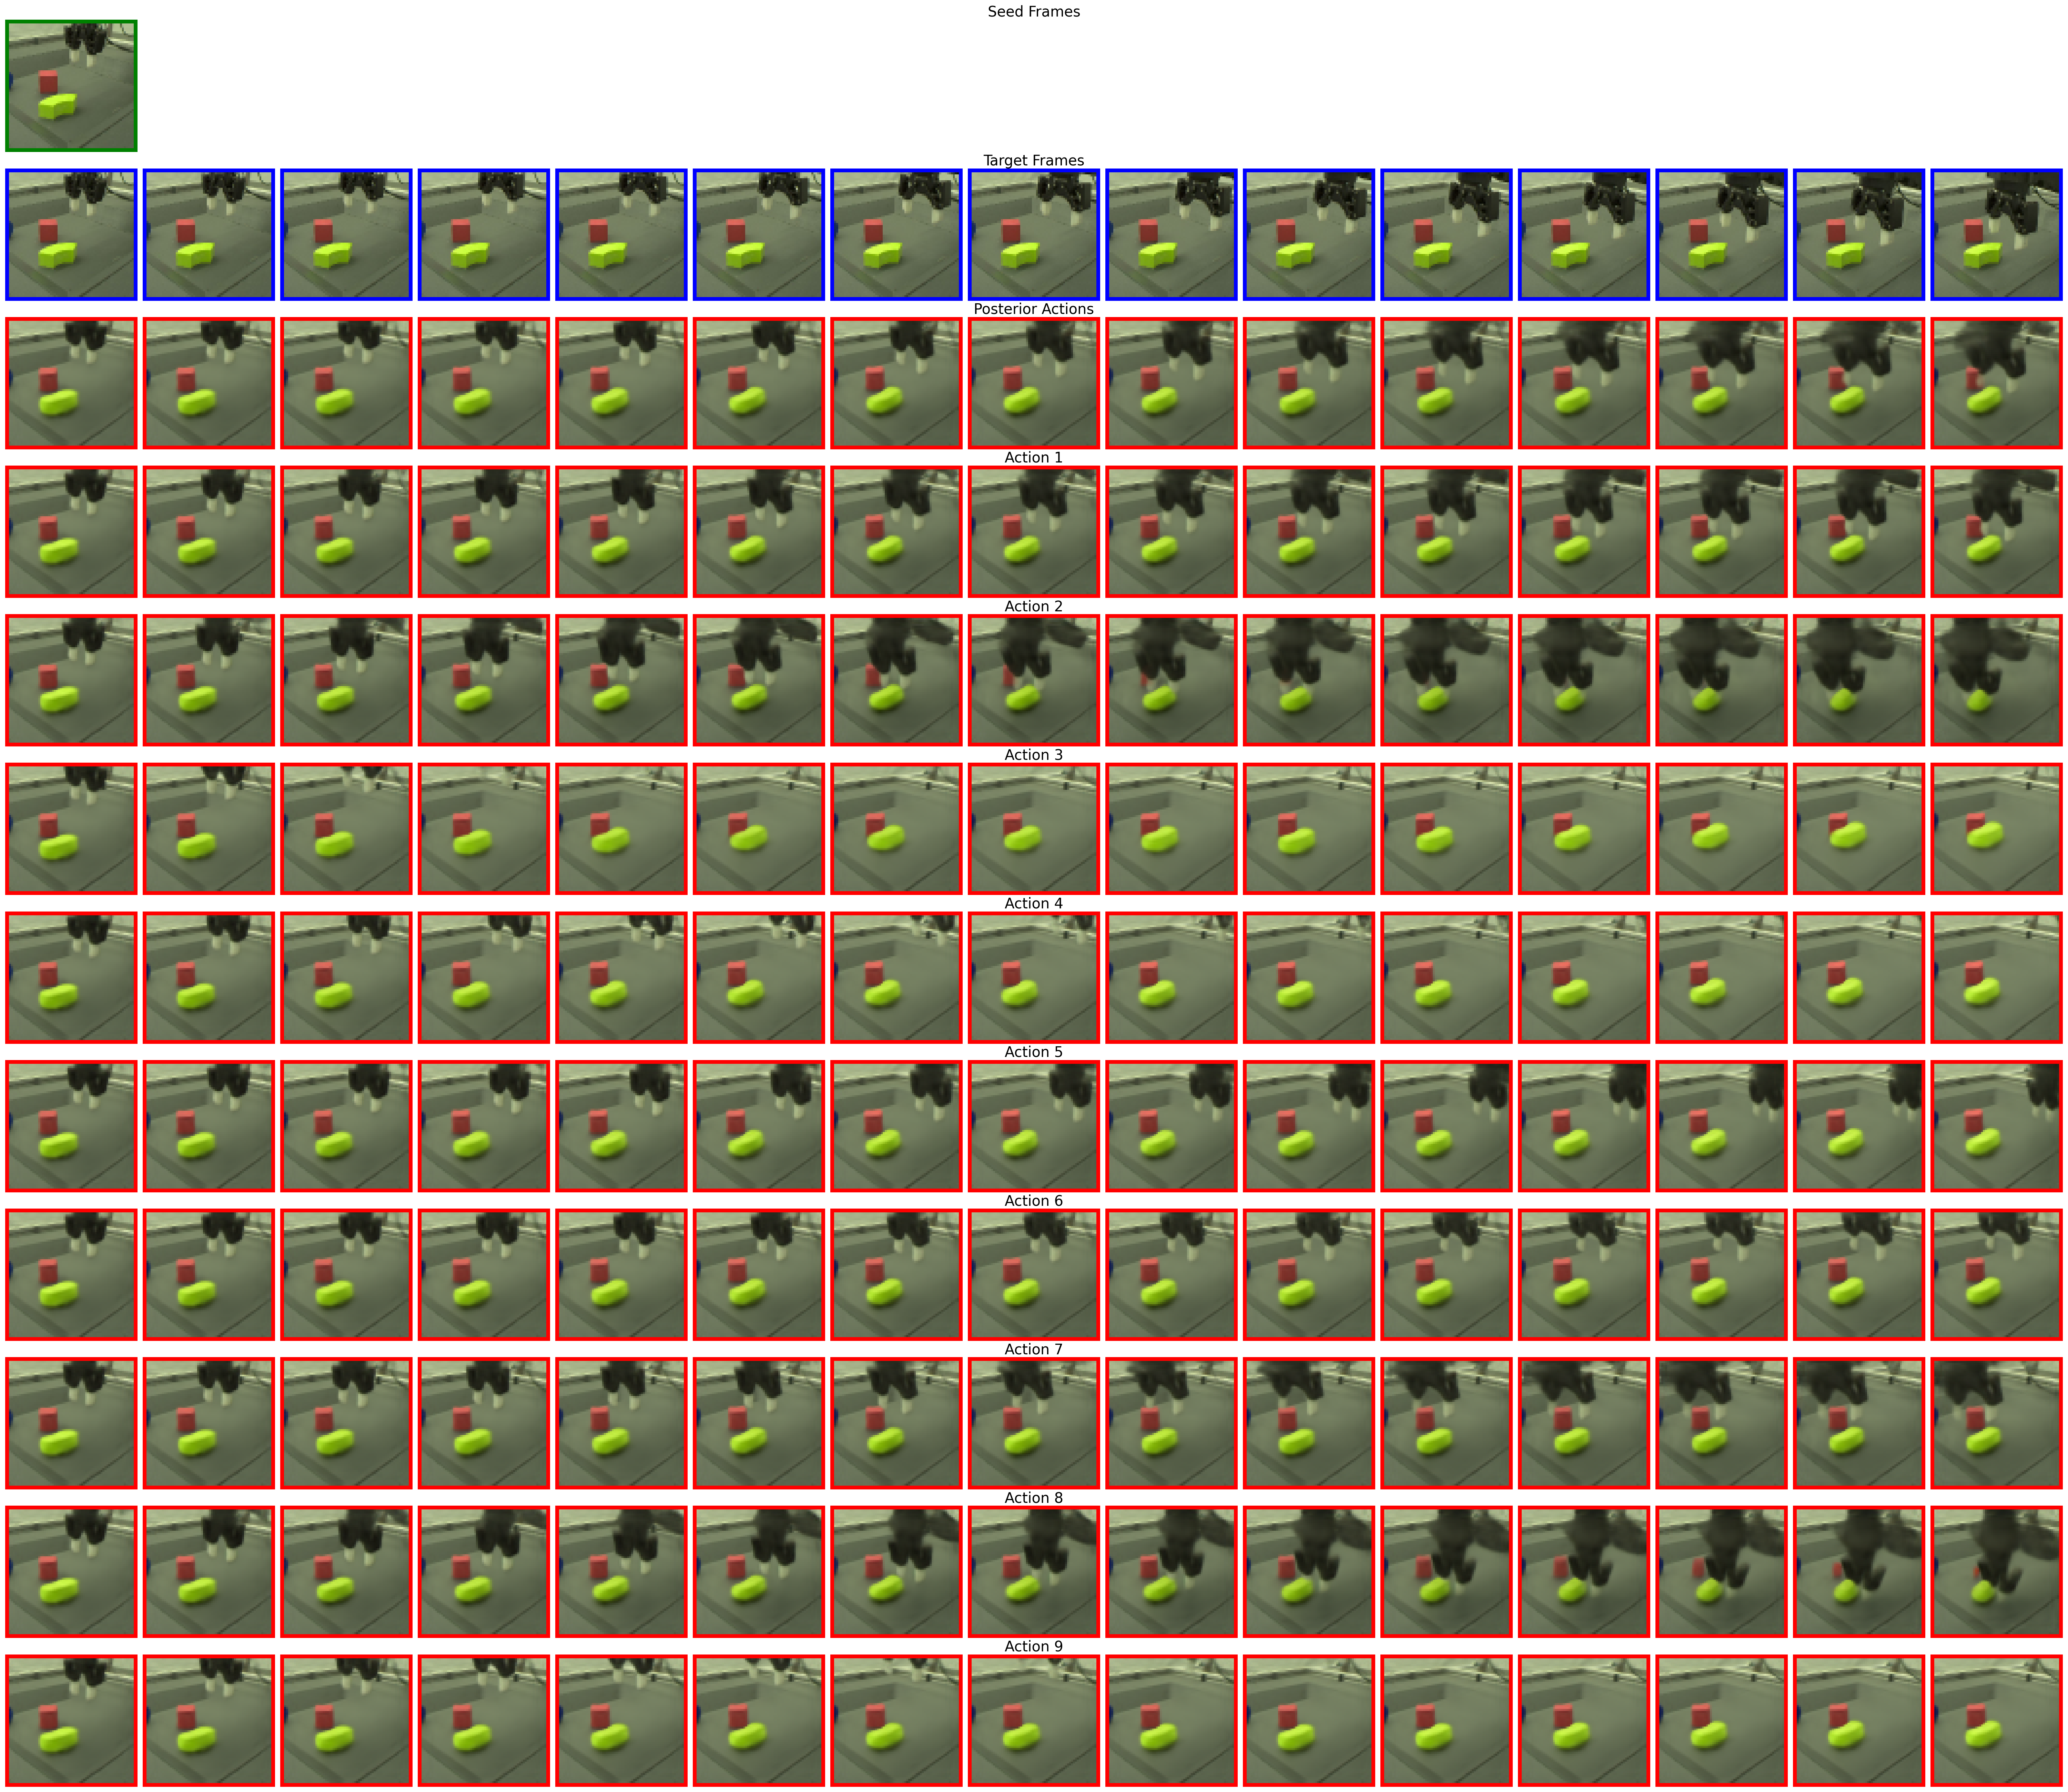 Seed Frames
Target Frames
Posterior Actions
Action 1
Action 2
Action 3
Action 4
Action 5
Action 6
Action 7
Action 8
Action 9